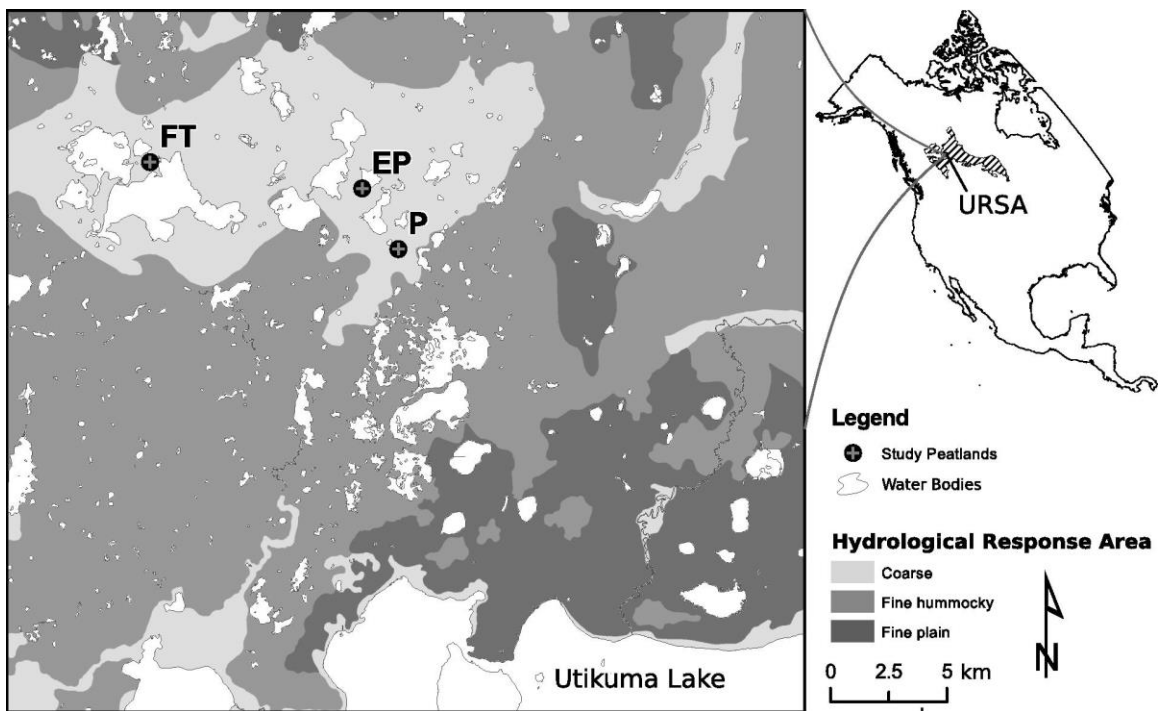 FT
EP
P
Utikuma Lake
URSA
Legend
Study Peatlands
Water Bodies
Hydrological Response Area
Coarse
Fine hummocky
Fine plain
N
0 2.5 5 km